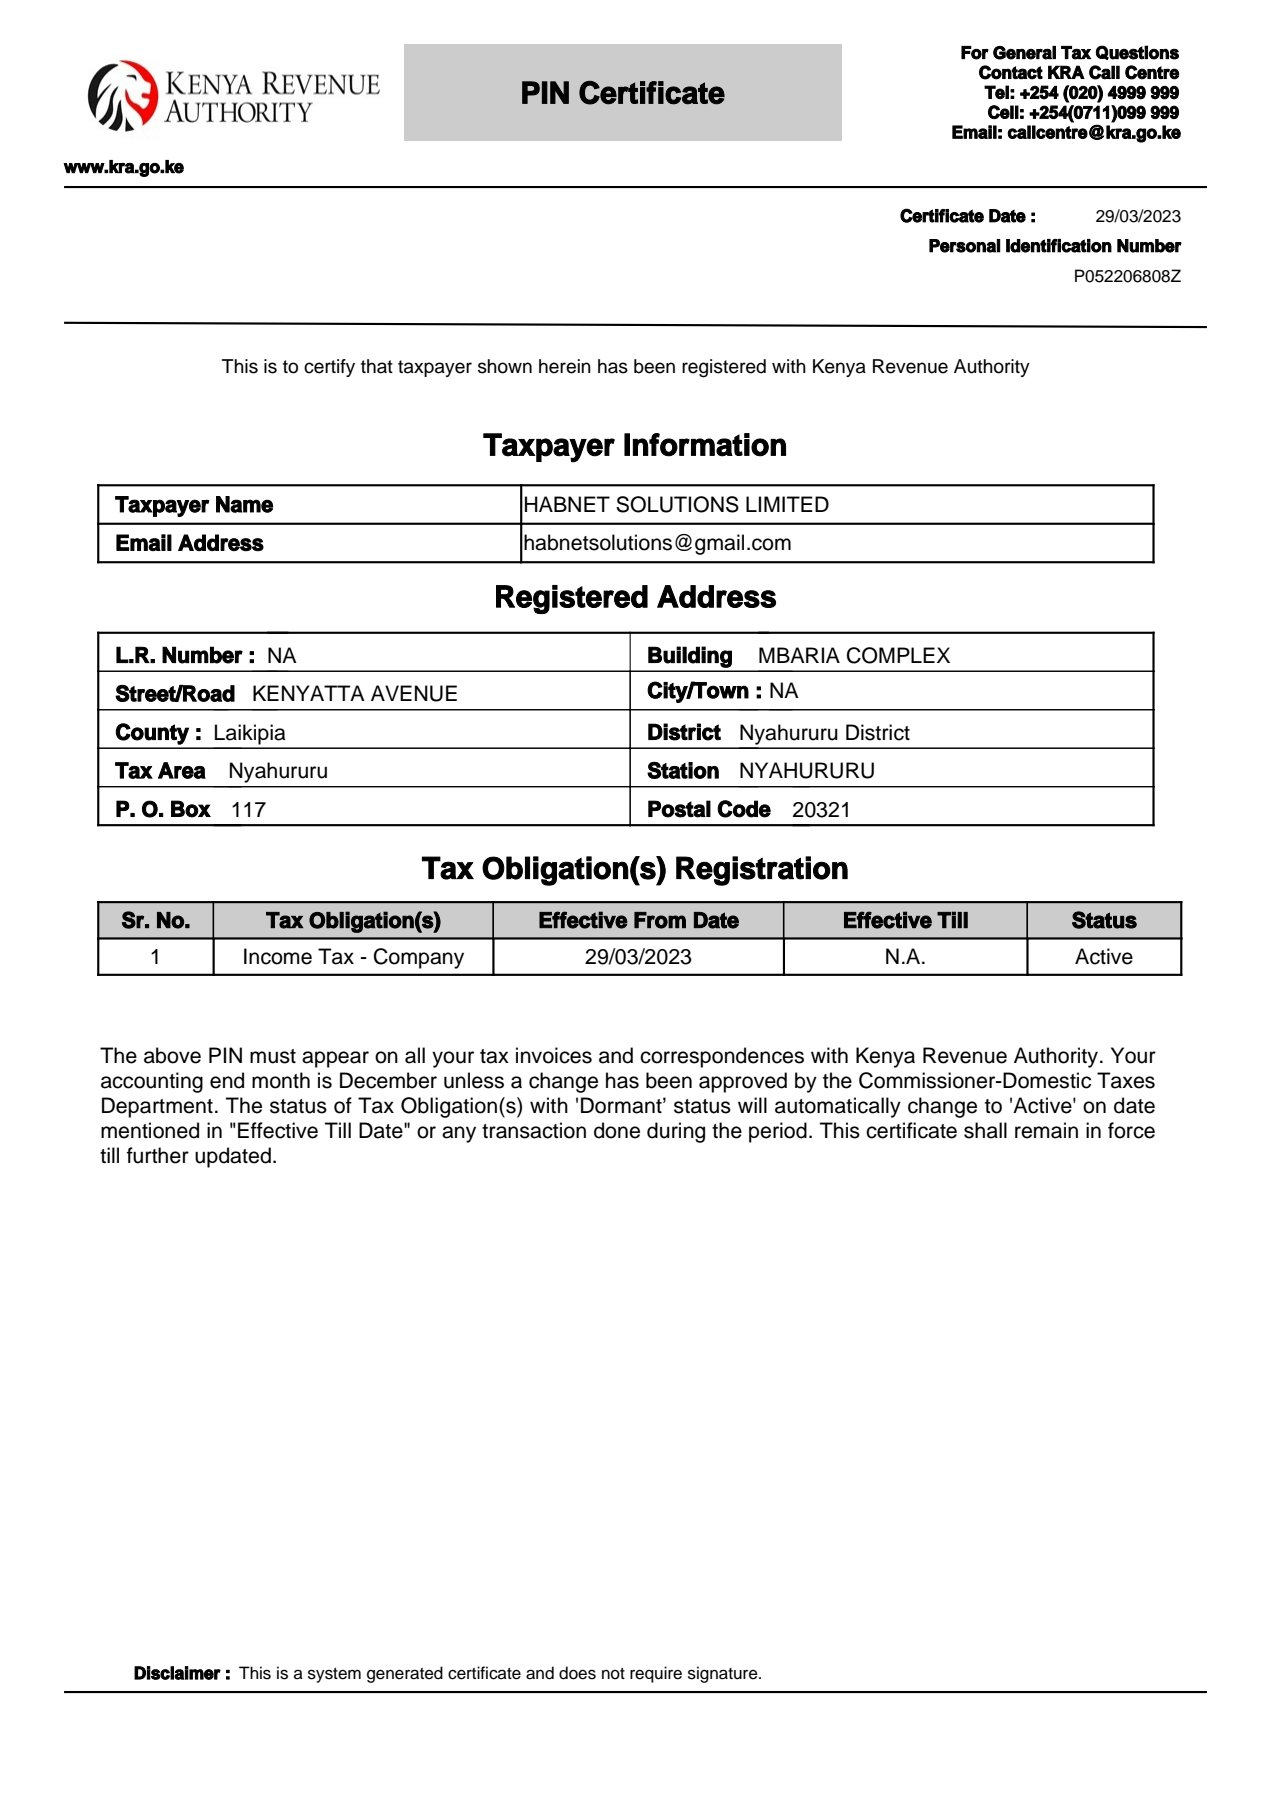 KENYA REVENUE
AUTHORITY
www.kra.go.ke
PIN Certificate
For General Tax Questions
Contact KRA Call Centre
Tel: +254 (020) 4999 999
Cell: +254(0711)099 999
Email: callcentre@kra.go.ke
Certificate Date : 29/03/2023
Personal Identification Number
P052206808Z
This is to certify that taxpayer shown herein has been registered with Kenya Revenue Authority
Taxpayer Information
Taxpayer Name HABNET SOLUTIONS LIMITED
Email Address habnetsolutions@gmail.com
Registered Address
L.R. Number : NA Building MBARIA COMPLEX
Street/Road KENYATTA AVENUE City/Town : NA
County : Laikipia District Nyahururu District
Tax Area Nyahururu Station NYAHURURU
P. O. Box 117 Postal Code 20321
Tax Obligation(s) Registration
Sr. No. Tax Obligation(s) Effective From Date Effective Till Status
1 Income Tax - Company 29/03/2023 N.A. Active
The above PIN must appear on all your tax invoices and correspondences with Kenya Revenue Authority. Your
accounting end month is December unless a change has been approved by the Commissioner-Domestic Taxes
Department. The status of Tax Obligation(s) with 'Dormant’ status will automatically change to 'Active' on date
mentioned in "Effective Till Date" or any transaction done during the period. This certificate shall remain in force
till further updated.
Disclaimer : This is a system generated certificate and does not require signature.